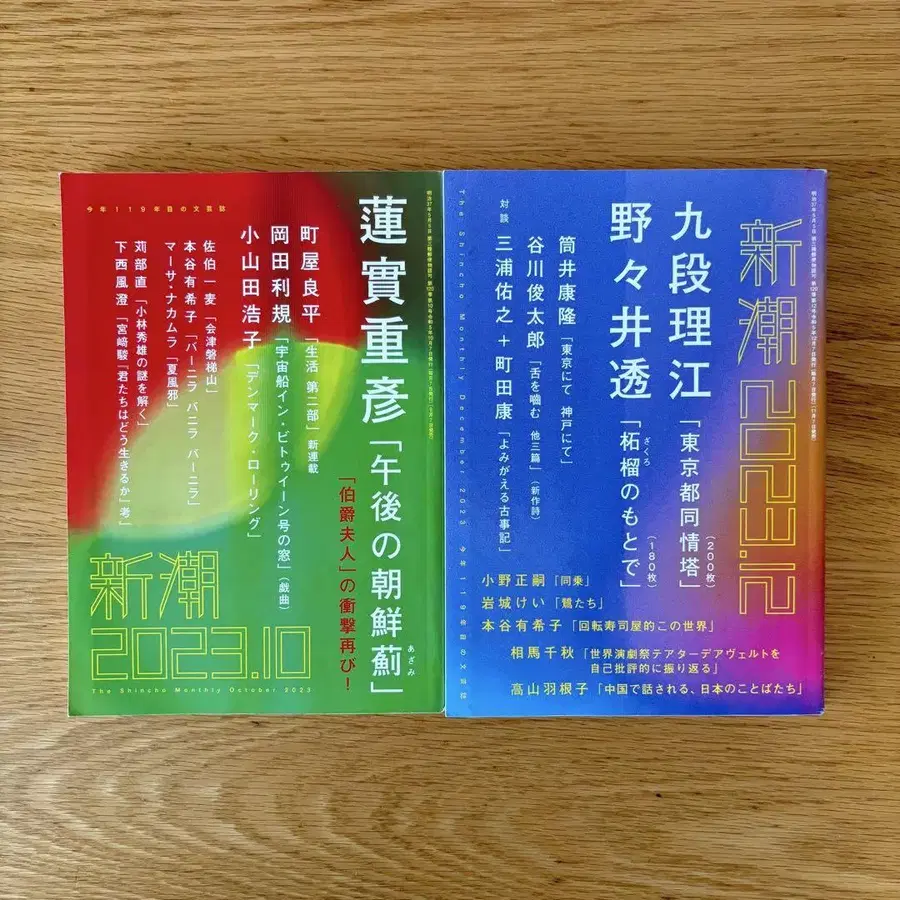 今年119年目の文芸誌
蓮實重彥「午後の朝鮮薊」
あざみ
「伯爵夫人」の衝撃再び！
町屋良平「生活 第二部」新連載
岡田利規「宇宙船イン・ビトゥイーン号の窓」（戯曲）
小山田浩子「デンマーク・ローリング」
佐伯一麦「会津磐梯山」
本谷有希子「バーニラ バニラ バーニラ」
マーサ・ナカムラ「夏風邪」
苅部直「小林秀雄の謎を解く」
下西風澄「宮﨑駿『君たちはどう生きるか』考」
新潮
2023.10
The Shincho Monthly October 2023
新潮 2023.12
九段理江「東京都同情塔」
（200枚）
野々井透「柘榴のもとで」
ざくろ
（180枚）
筒井康隆「東京にて 神戸にて」
谷川俊太郎「舌を嚙む 他三篇」（新作詩）
対談
三浦佑之＋町田康「よみがえる古事記」
The Shincho Monthly December 2023 今年119年目の文芸誌
小野正嗣「同乗」
岩城けい「鷺たち」
本谷有希子「回転寿司屋的この世界」
相馬千秋「世界演劇祭テアターデアヴェルトを
自己批評的に振り返る」
高山羽根子「中国で話される、日本のことばたち」